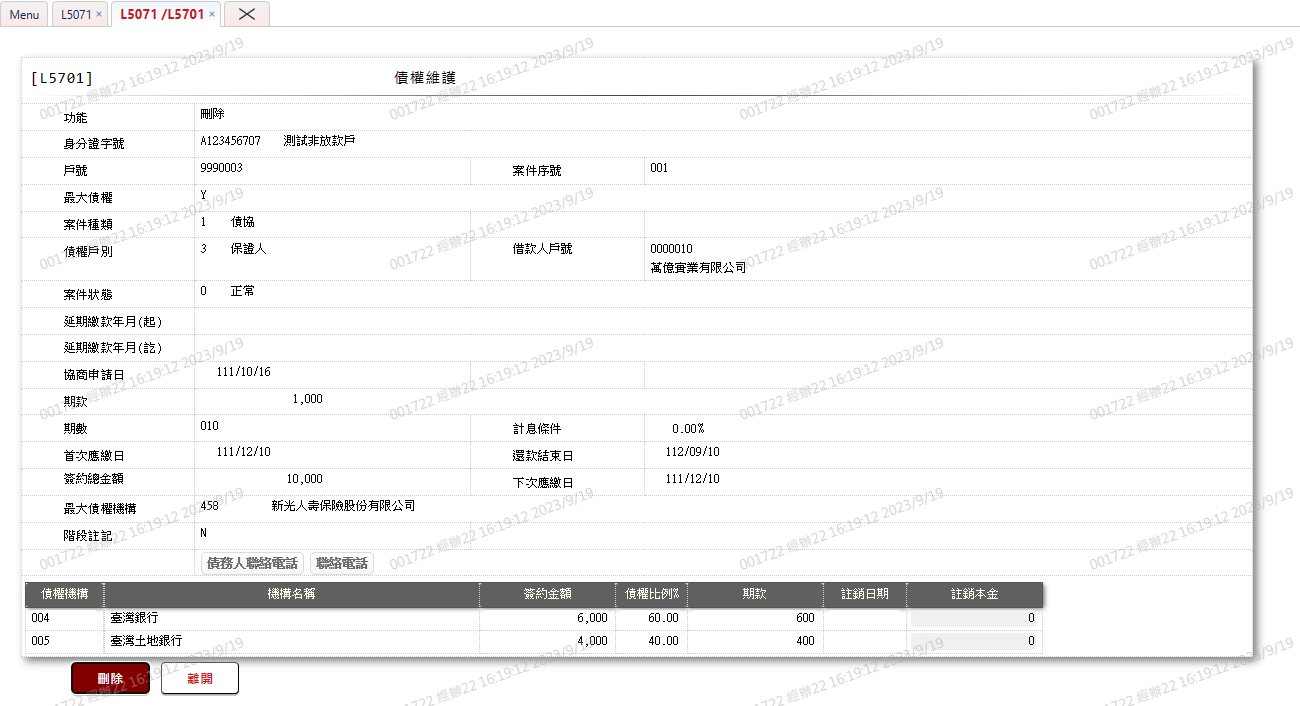 Menu L5071 × L5071 /L5701 ×
[L5701] 債權維護
功能 刪除
身分證字號 A123456707 測試非放款戶
戶號 9990003 案件序號 001
最大債權 Y
案件種類 1 債協
債權戶別 3 保證人 借款人戶號 0000010
萬億實業有限公司
案件狀態 0 正常
延期繳款年月(起)
延期繳款年月(訖)
協商申請日 111/10/16
期款 1,000
期數 010 計息條件 0.00%
首次應繳日 111/12/10 還款結束日 112/09/10
簽約總金額 10,000 下次應繳日 111/12/10
最大債權機構 458 新光人壽保險股份有限公司
階段註記 N
債務人聯絡電話 聯絡電話
債權機構 機構名稱 簽約金額 債權比例% 期款 註銷日期 註銷本金
004 臺灣銀行 6,000 60.00 600 0
005 臺灣土地銀行 4,000 40.00 400 0
刪除 離開
001722 經辦22 16:19:12 2023/9/19